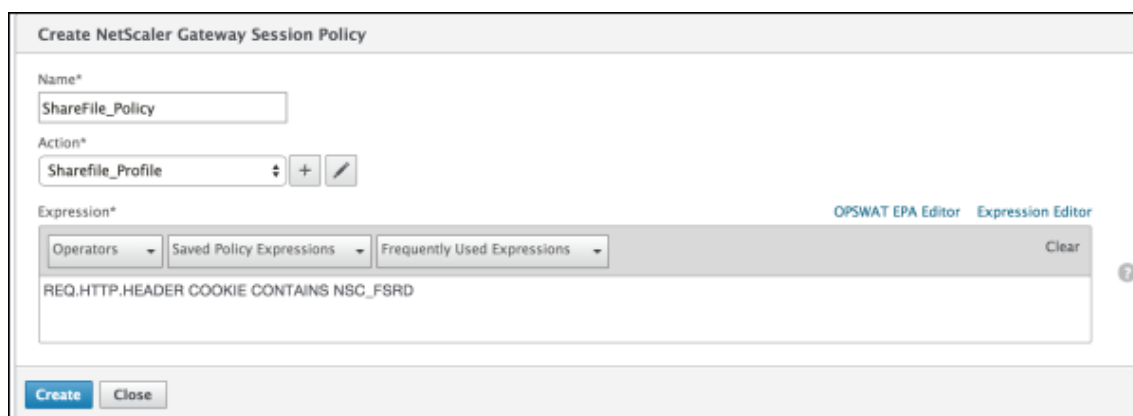 Create NetScaler Gateway Session Policy
Name*
ShareFile_Policy
Action*
Sharefile_Profile
+
Expression*
OPSWAT EPA Editor Expression Editor
Operators Saved Policy Expressions Frequently Used Expressions Clear
?
REQ.HTTP.HEADER COOKIE CONTAINS NSC_FSRD
Create Close